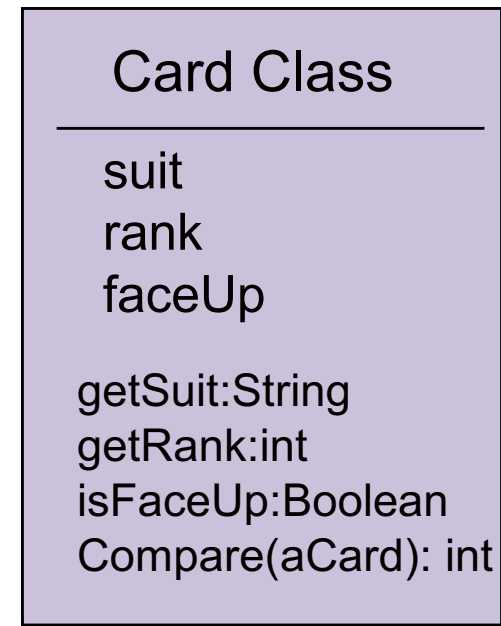 Card Class
suit
rank
faceUp
getSuit:String
getRank:int
isFaceUp:Boolean
Compare(aCard): int